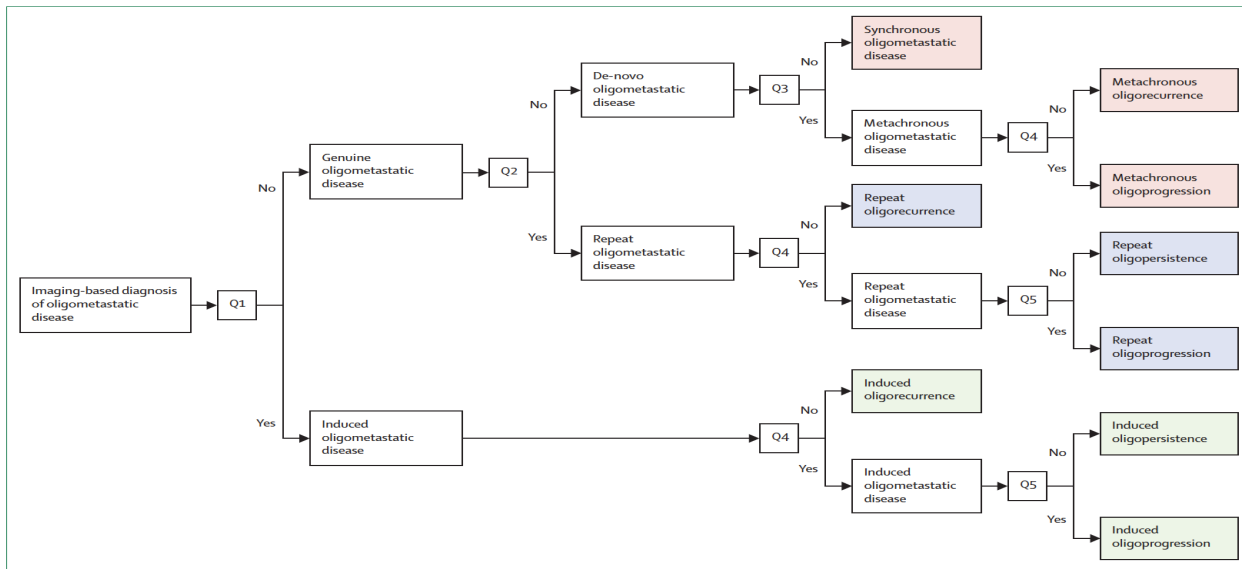 Synchronous
oligometastatic
disease
No
De-novo
oligometastatic
disease
Q3
No
Yes
Metachronous
oligometastatic
disease
Q4
No
Metachronous
oligorecurrence
Yes
Metachronous
oligoprogression
Genuine
oligometastatic
disease
Q2
No
Yes
Repeat
oligometastatic
disease
Q4
No
Repeat
oligorecurrence
Yes
Repeat
oligometastatic
disease
Q5
No
Repeat
oligopersistence
Yes
Repeat
oligoprogression
Imaging-based diagnosis
of oligometastatic
disease
Q1
Yes
Induced
oligometastatic
disease
Q4
No
Induced
oligorecurrence
Yes
Induced
oligometastatic
disease
Q5
No
Induced
oligopersistence
Yes
Induced
oligoprogression